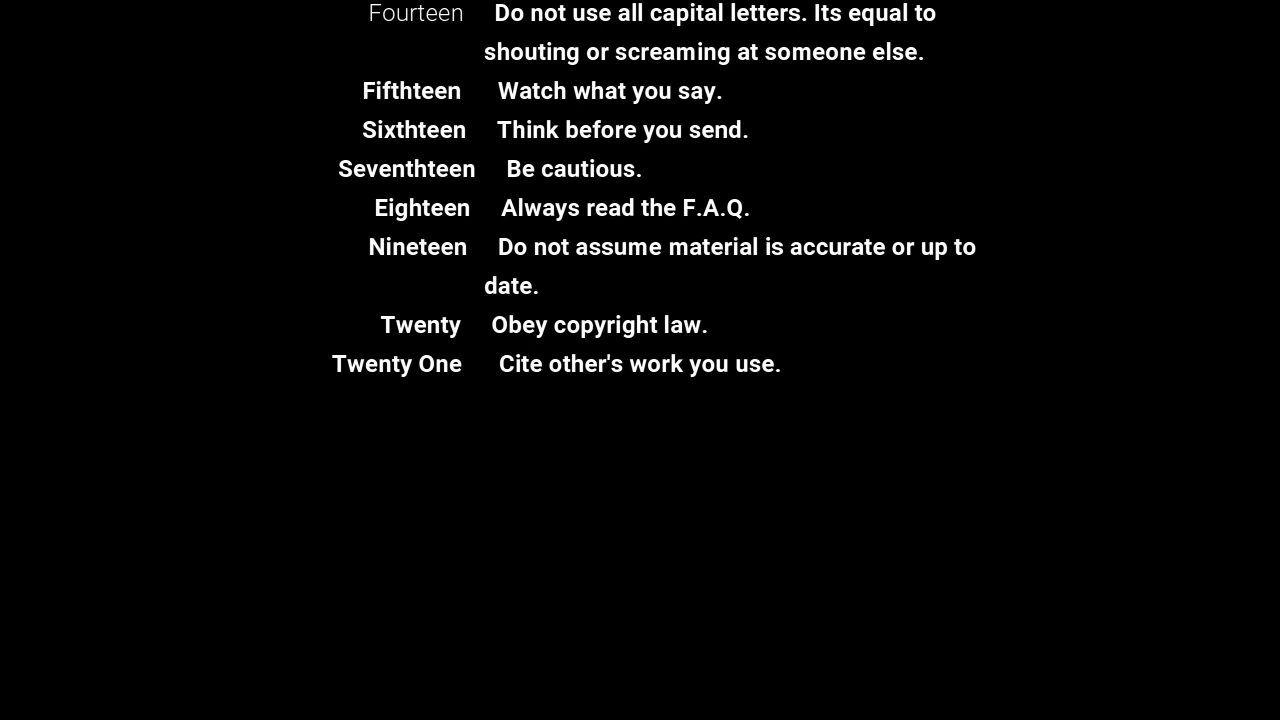 Fourteen Do not use all capital letters. Its equal to
shouting or screaming at someone else.
Fifthteen Watch what you say.
Sixthteen Think before you send.
Seventhteen Be cautious.
Eighteen Always read the F.A.Q.
Nineteen Do not assume material is accurate or up to
date.
Twenty Obey copyright law.
Twenty One Cite other's work you use.